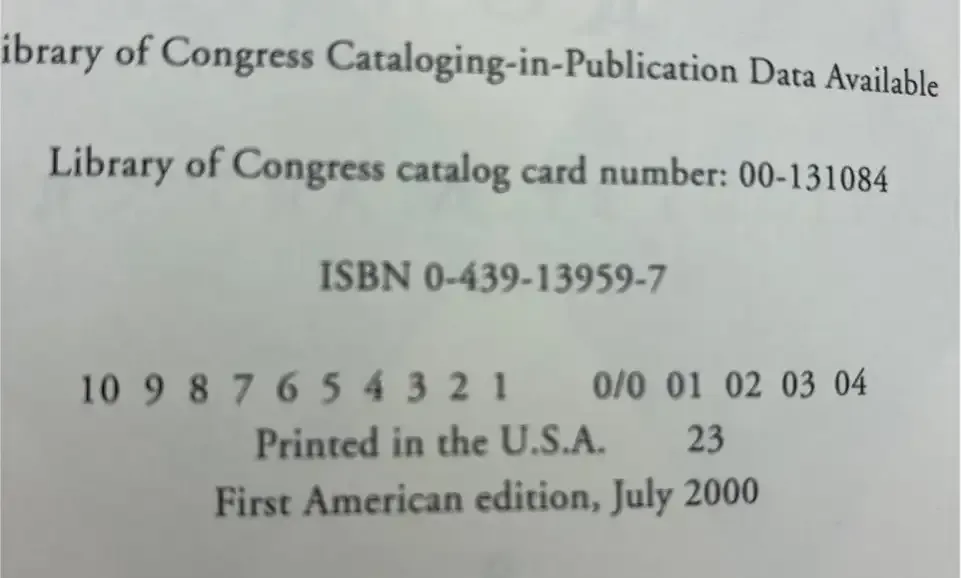 ibrary of Congress Cataloging-in-Publication Data Available
Library of Congress catalog card number: 00-131084
ISBN 0-439-13959-7
10 9 8 7 6 5 4 3 2 1 0/0 01 02 03 04
Printed in the U.S.A. 23
First American edition, July 2000